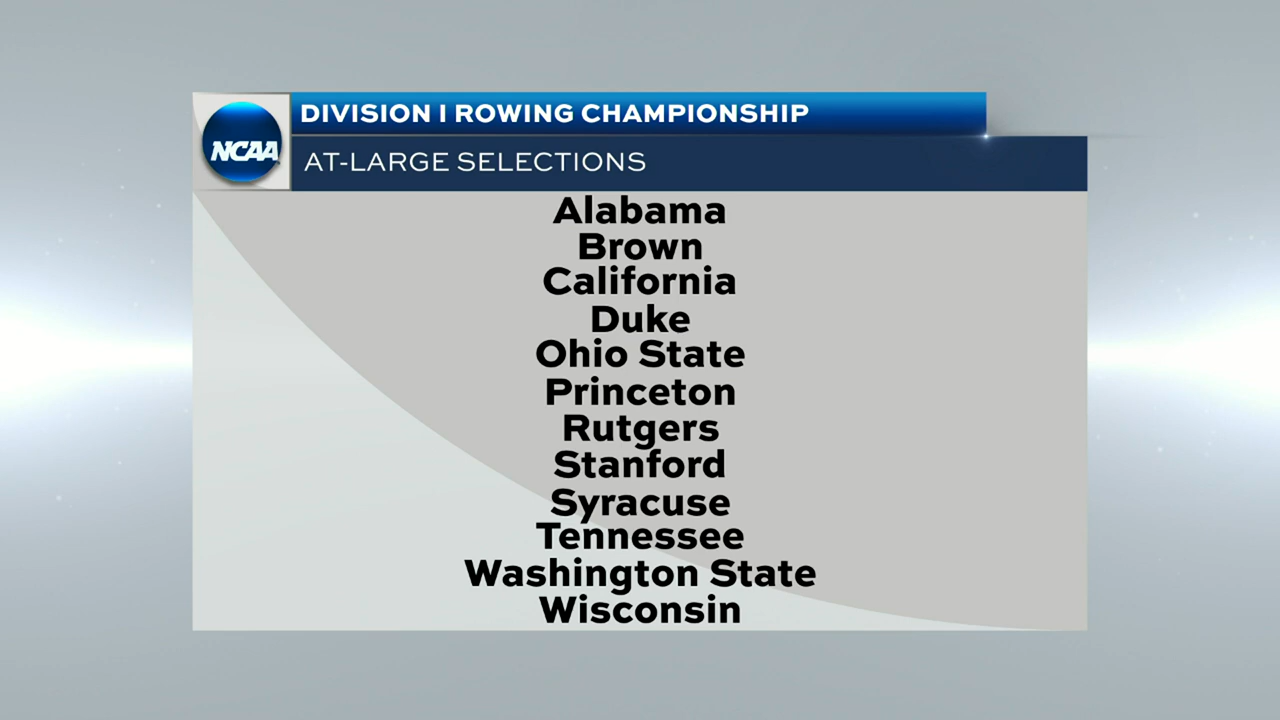 NCAA
DIVISION I ROWING CHAMPIONSHIP
AT-LARGE SELECTIONS
Alabama
Brown
California
Duke
Ohio State
Princeton
Rutgers
Stanford
Syracuse
Tennessee
Washington State
Wisconsin